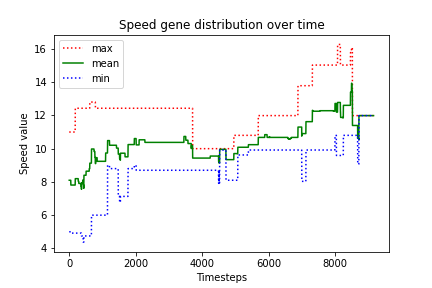 Speed gene distribution over time
max
mean
min
Speed value
16
14
12
10
8
6
4
0
2000
4000
6000
8000
Timesteps